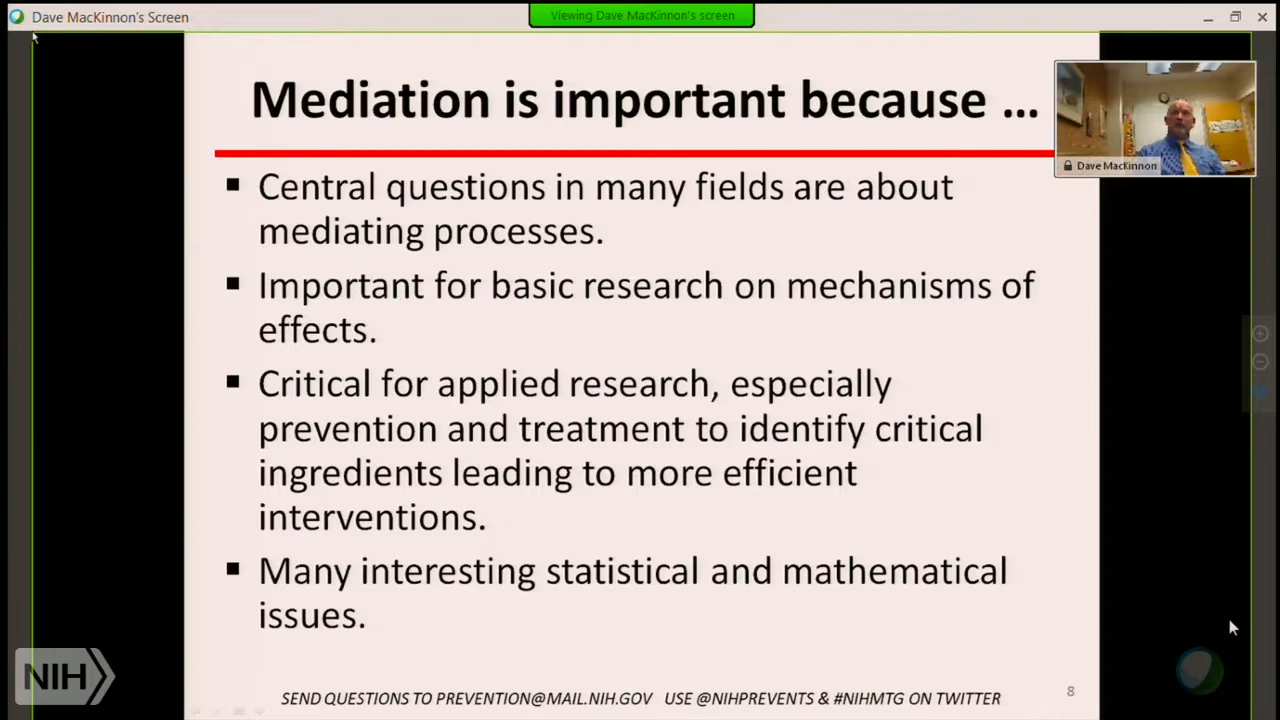 Dave MacKinnon's Screen
Viewing Dave MacKinnon's screen
Mediation is important because ...
Dave MacKinnon
▪ Central questions in many fields are about
mediating processes.
▪ Important for basic research on mechanisms of
effects.
▪ Critical for applied research, especially
prevention and treatment to identify critical
ingredients leading to more efficient
interventions.
▪ Many interesting statistical and mathematical
issues.
NIH
SEND QUESTIONS TO PREVENTION@MAIL.NIH.GOV USE @NIHPREVENTS & #NIHMTG ON TWITTER
8